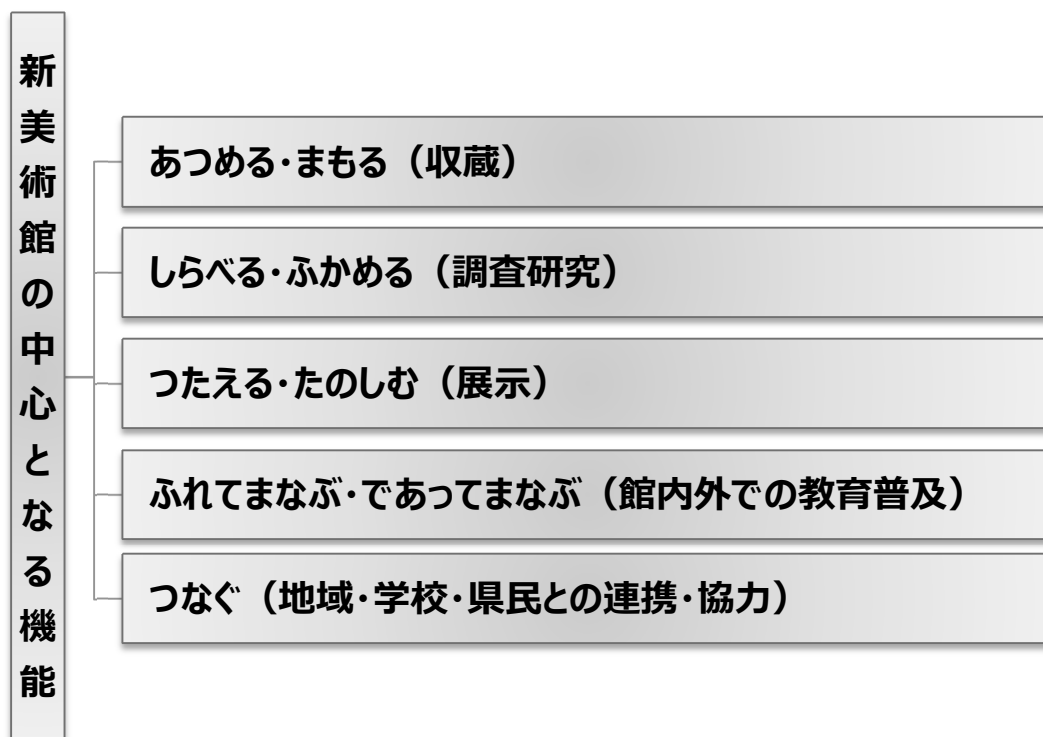 新美術館の中心となる機能
あつめる・まもる（収蔵）
しらべる・ふかめる（調査研究）
つたえる・たのしむ（展示）
ふれてまなぶ・であってまなぶ（館内外での教育普及）
つなぐ（地域・学校・県民との連携・協力）